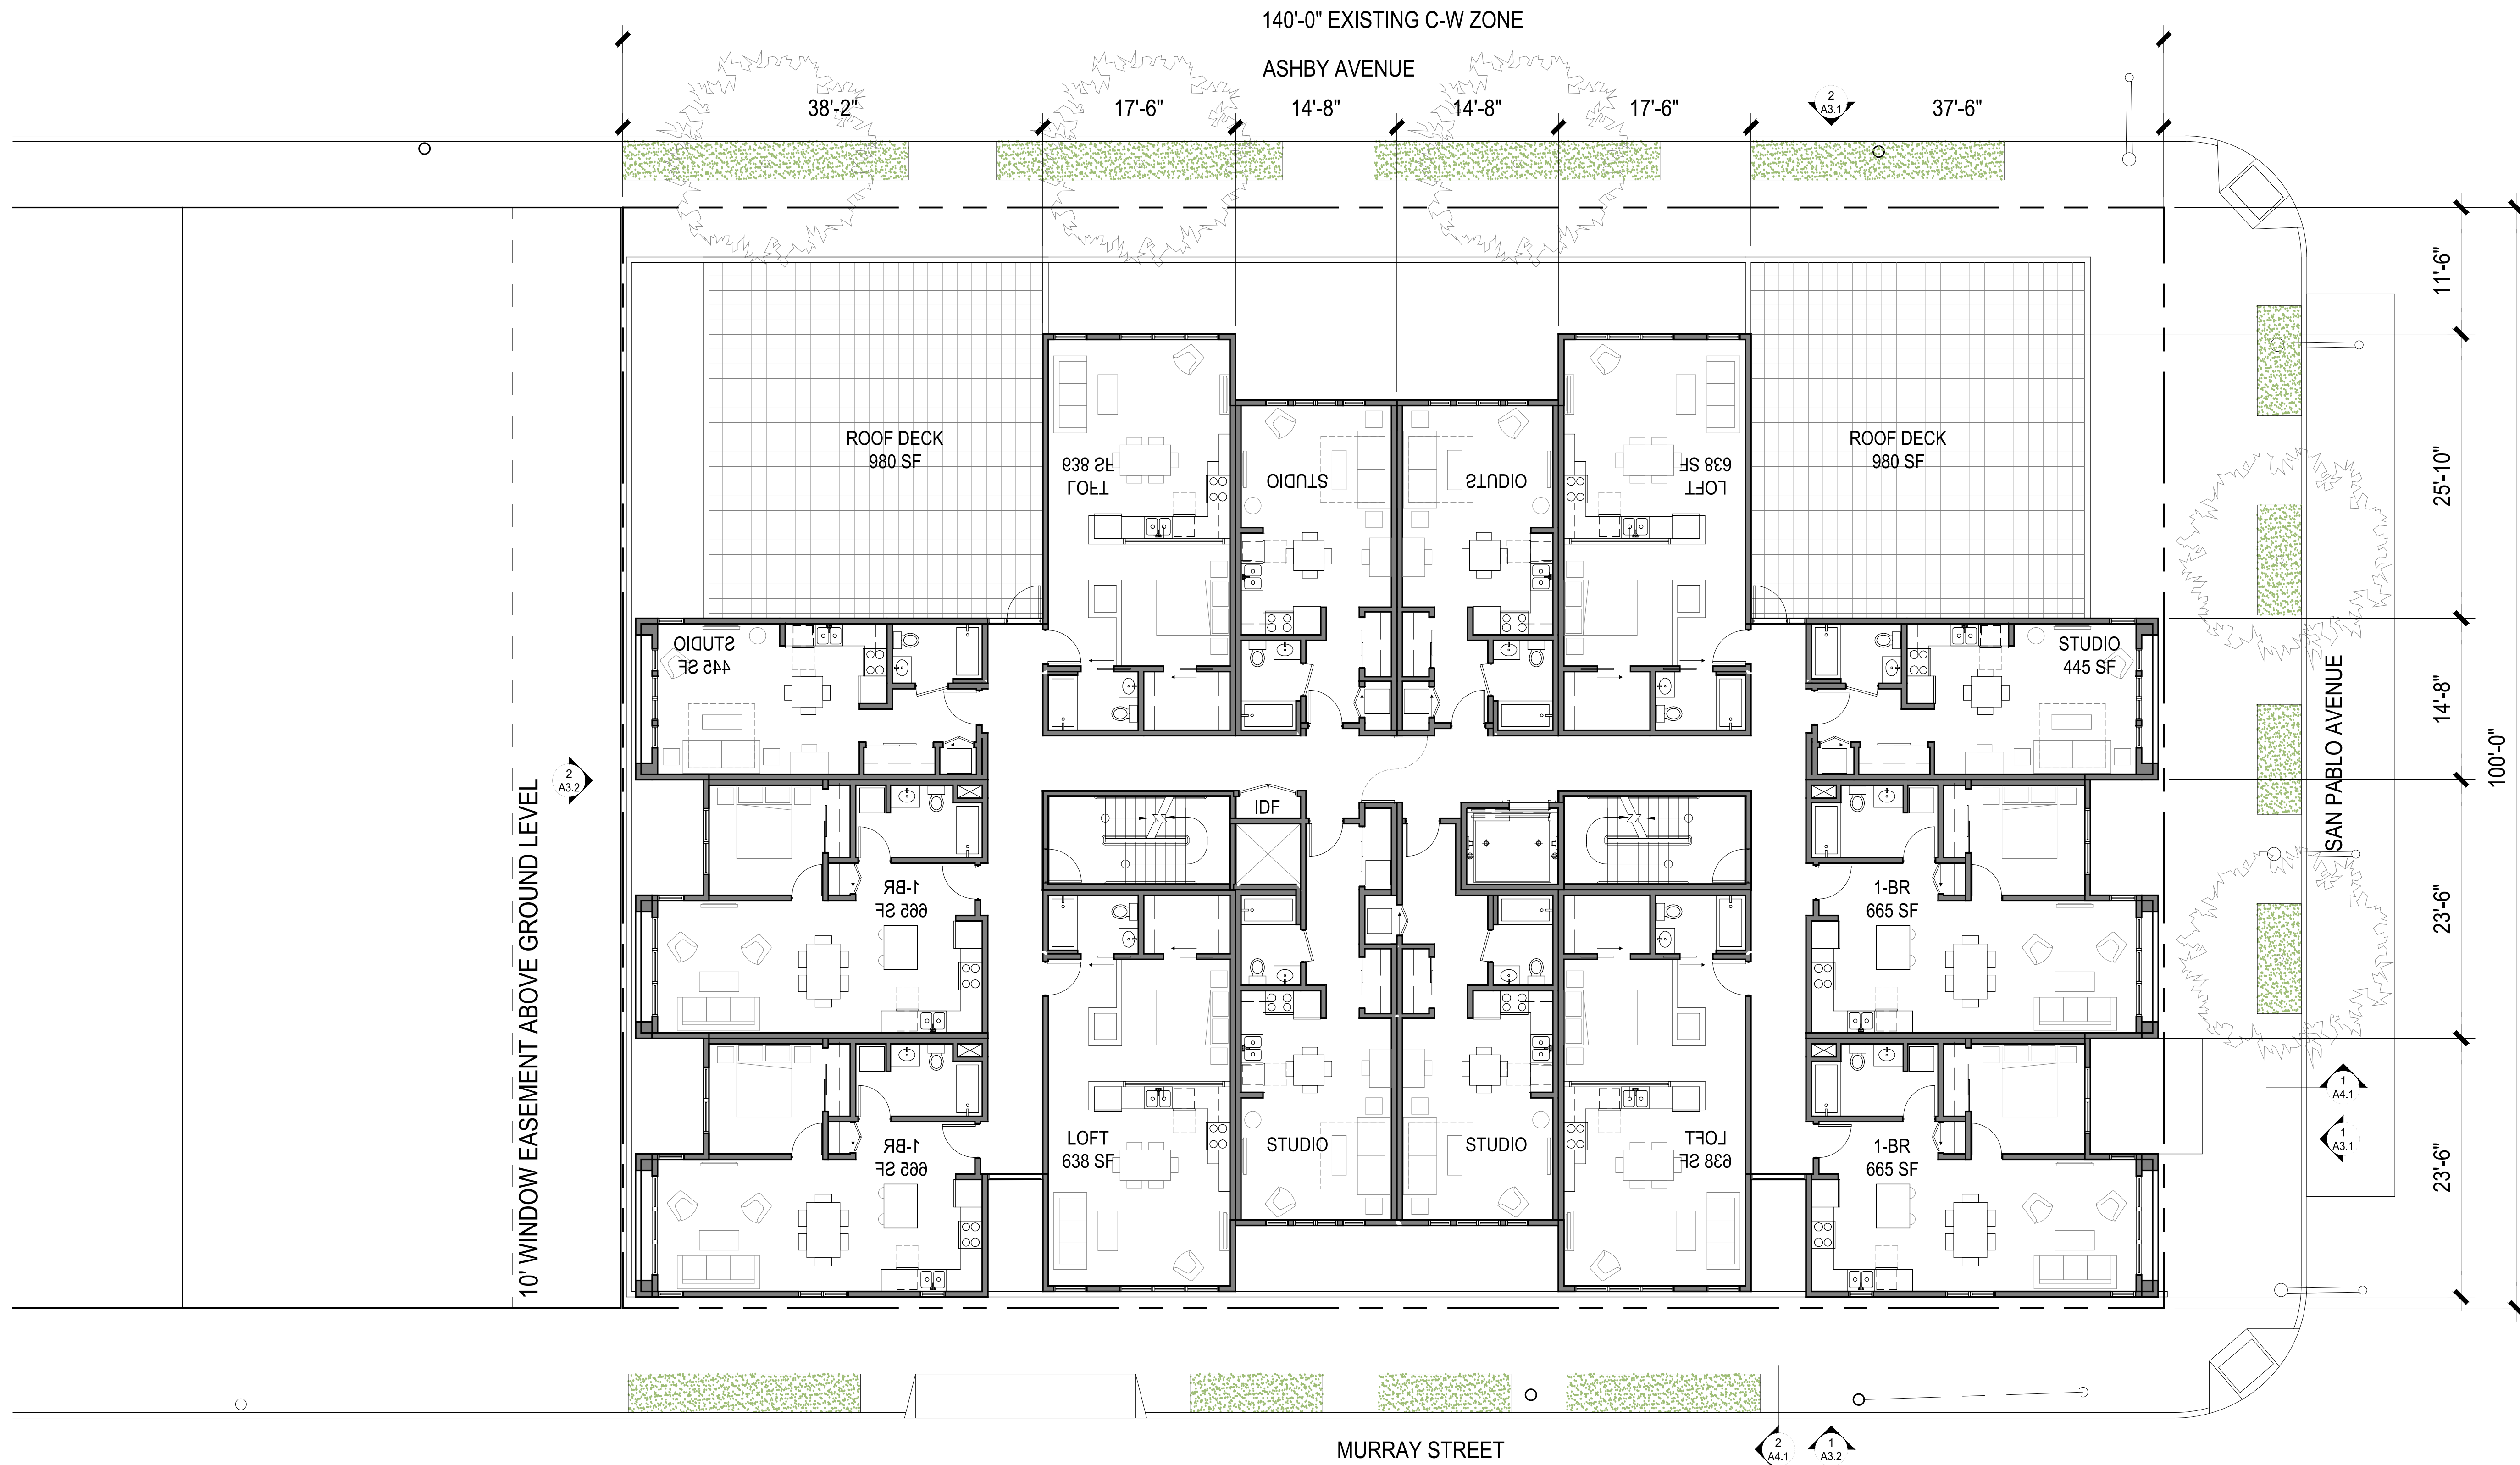 140'-0" EXISTING C-W ZONE
ASHBY AVENUE
38'-2"
17'-6"
14'-8"
14'-8"
17'-6"
37'-6"
2
A3.1
11'-6"
25'-10"
14'-8"
23'-6"
23'-6"
100'-0"
SAN PABLO AVENUE
ROOF DECK
980 SF
LOFT
638 SF
STUDIO
STUDIO
LOFT
638 SF
ROOF DECK
980 SF
STUDIO
445 SF
STUDIO
445 SF
2
A3.2
10' WINDOW EASEMENT ABOVE GROUND LEVEL
IDF
1-BR
665 SF
1-BR
665 SF
1-BR
665 SF
LOFT
638 SF
STUDIO
STUDIO
LOFT
638 SF
1-BR
665 SF
1
A4.1
1
A3.1
MURRAY STREET
2
A4.1
1
A3.2